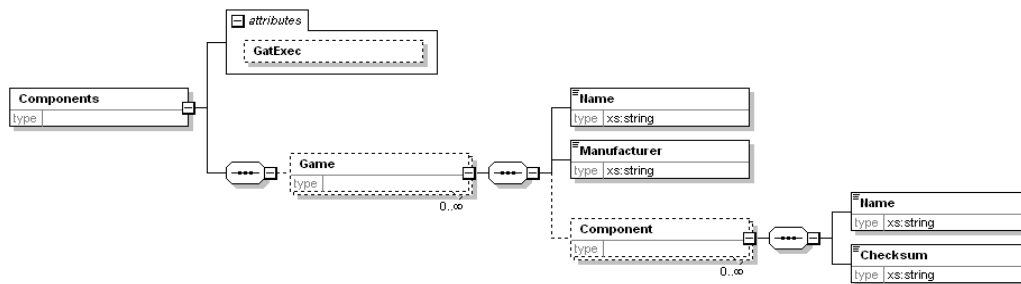 attributes
GatExec
Components
type
Name
type xs:string
Manufacturer
type xs:string
Game
type
0..∞
Component
type
0..∞
Name
type xs:string
Checksum
type xs:string